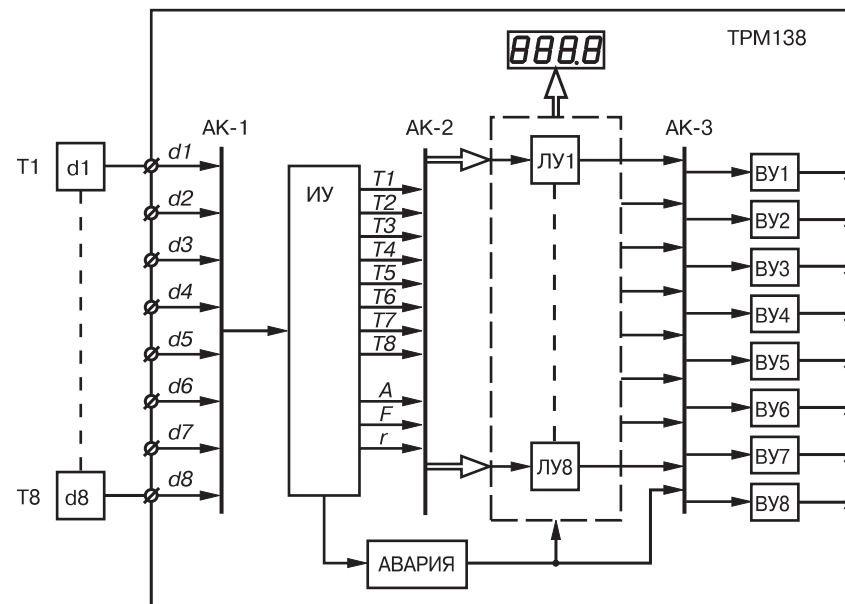 888.8
ТРМ138
АК-1
АК-2
АК-3
Т1
d1
d1
d2
d3
d4
d5
d6
d7
d8
Т8
d8
ИУ
T1
T2
T3
T4
T5
T6
T7
T8
A
F
r
ЛУ1
ЛУ8
ВУ1
ВУ2
ВУ3
ВУ4
ВУ5
ВУ6
ВУ7
ВУ8
АВАРИЯ